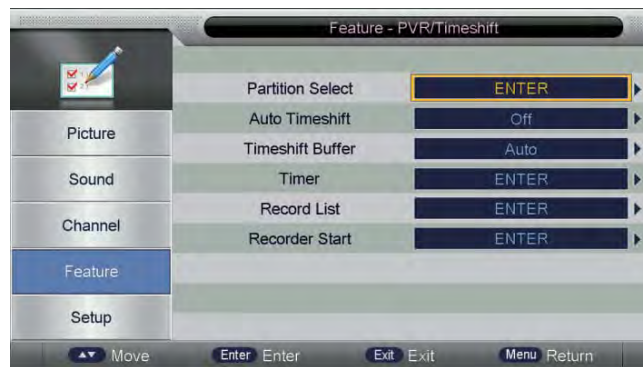 Feature - PVR/Timeshift
Partition Select ENTER
Auto Timeshift Off
Timeshift Buffer Auto
Timer ENTER
Record List ENTER
Recorder Start ENTER
Picture
Sound
Channel
Feature
Setup
Move Enter Enter Exit Exit Menu Return